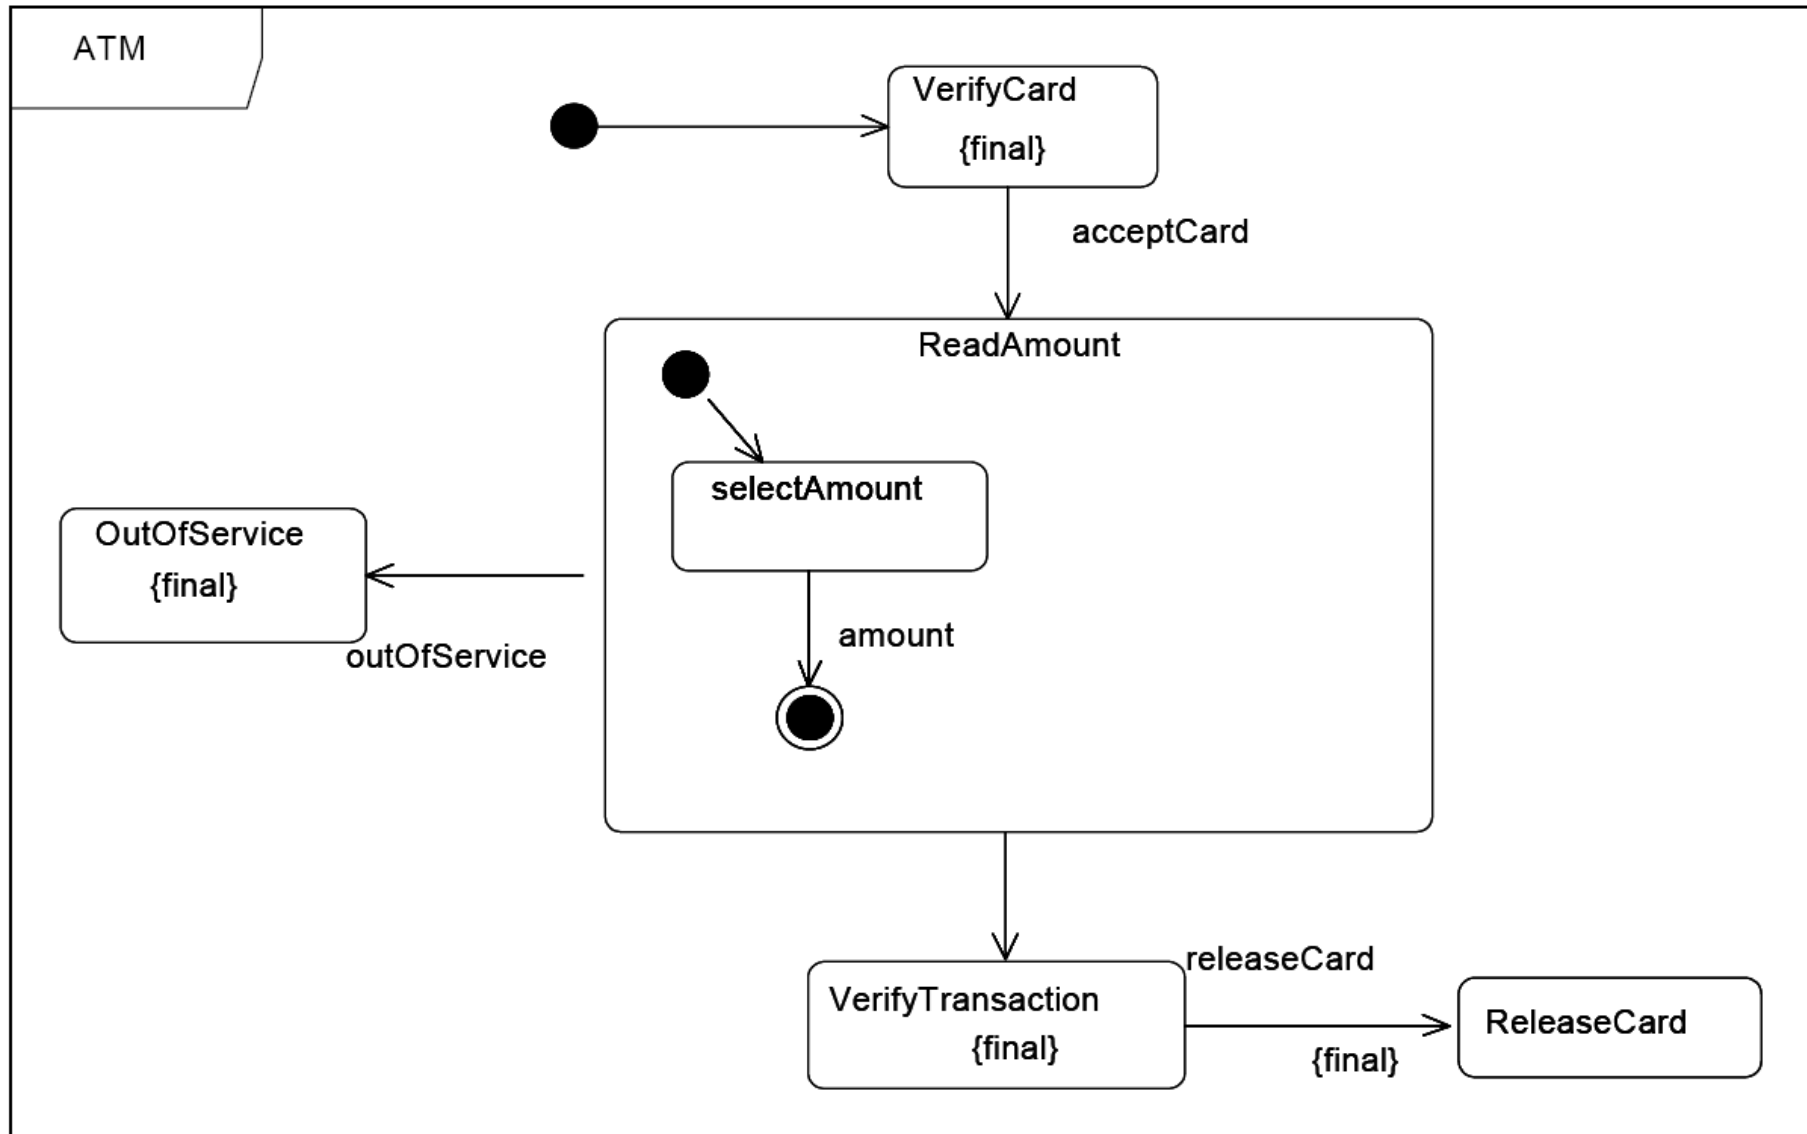 ATM
VerifyCard
{final}
acceptCard
ReadAmount
selectAmount
OutOfService
{final}
outOfService
amount
releaseCard
VerifyTransaction
{final}
{final}
ReleaseCard